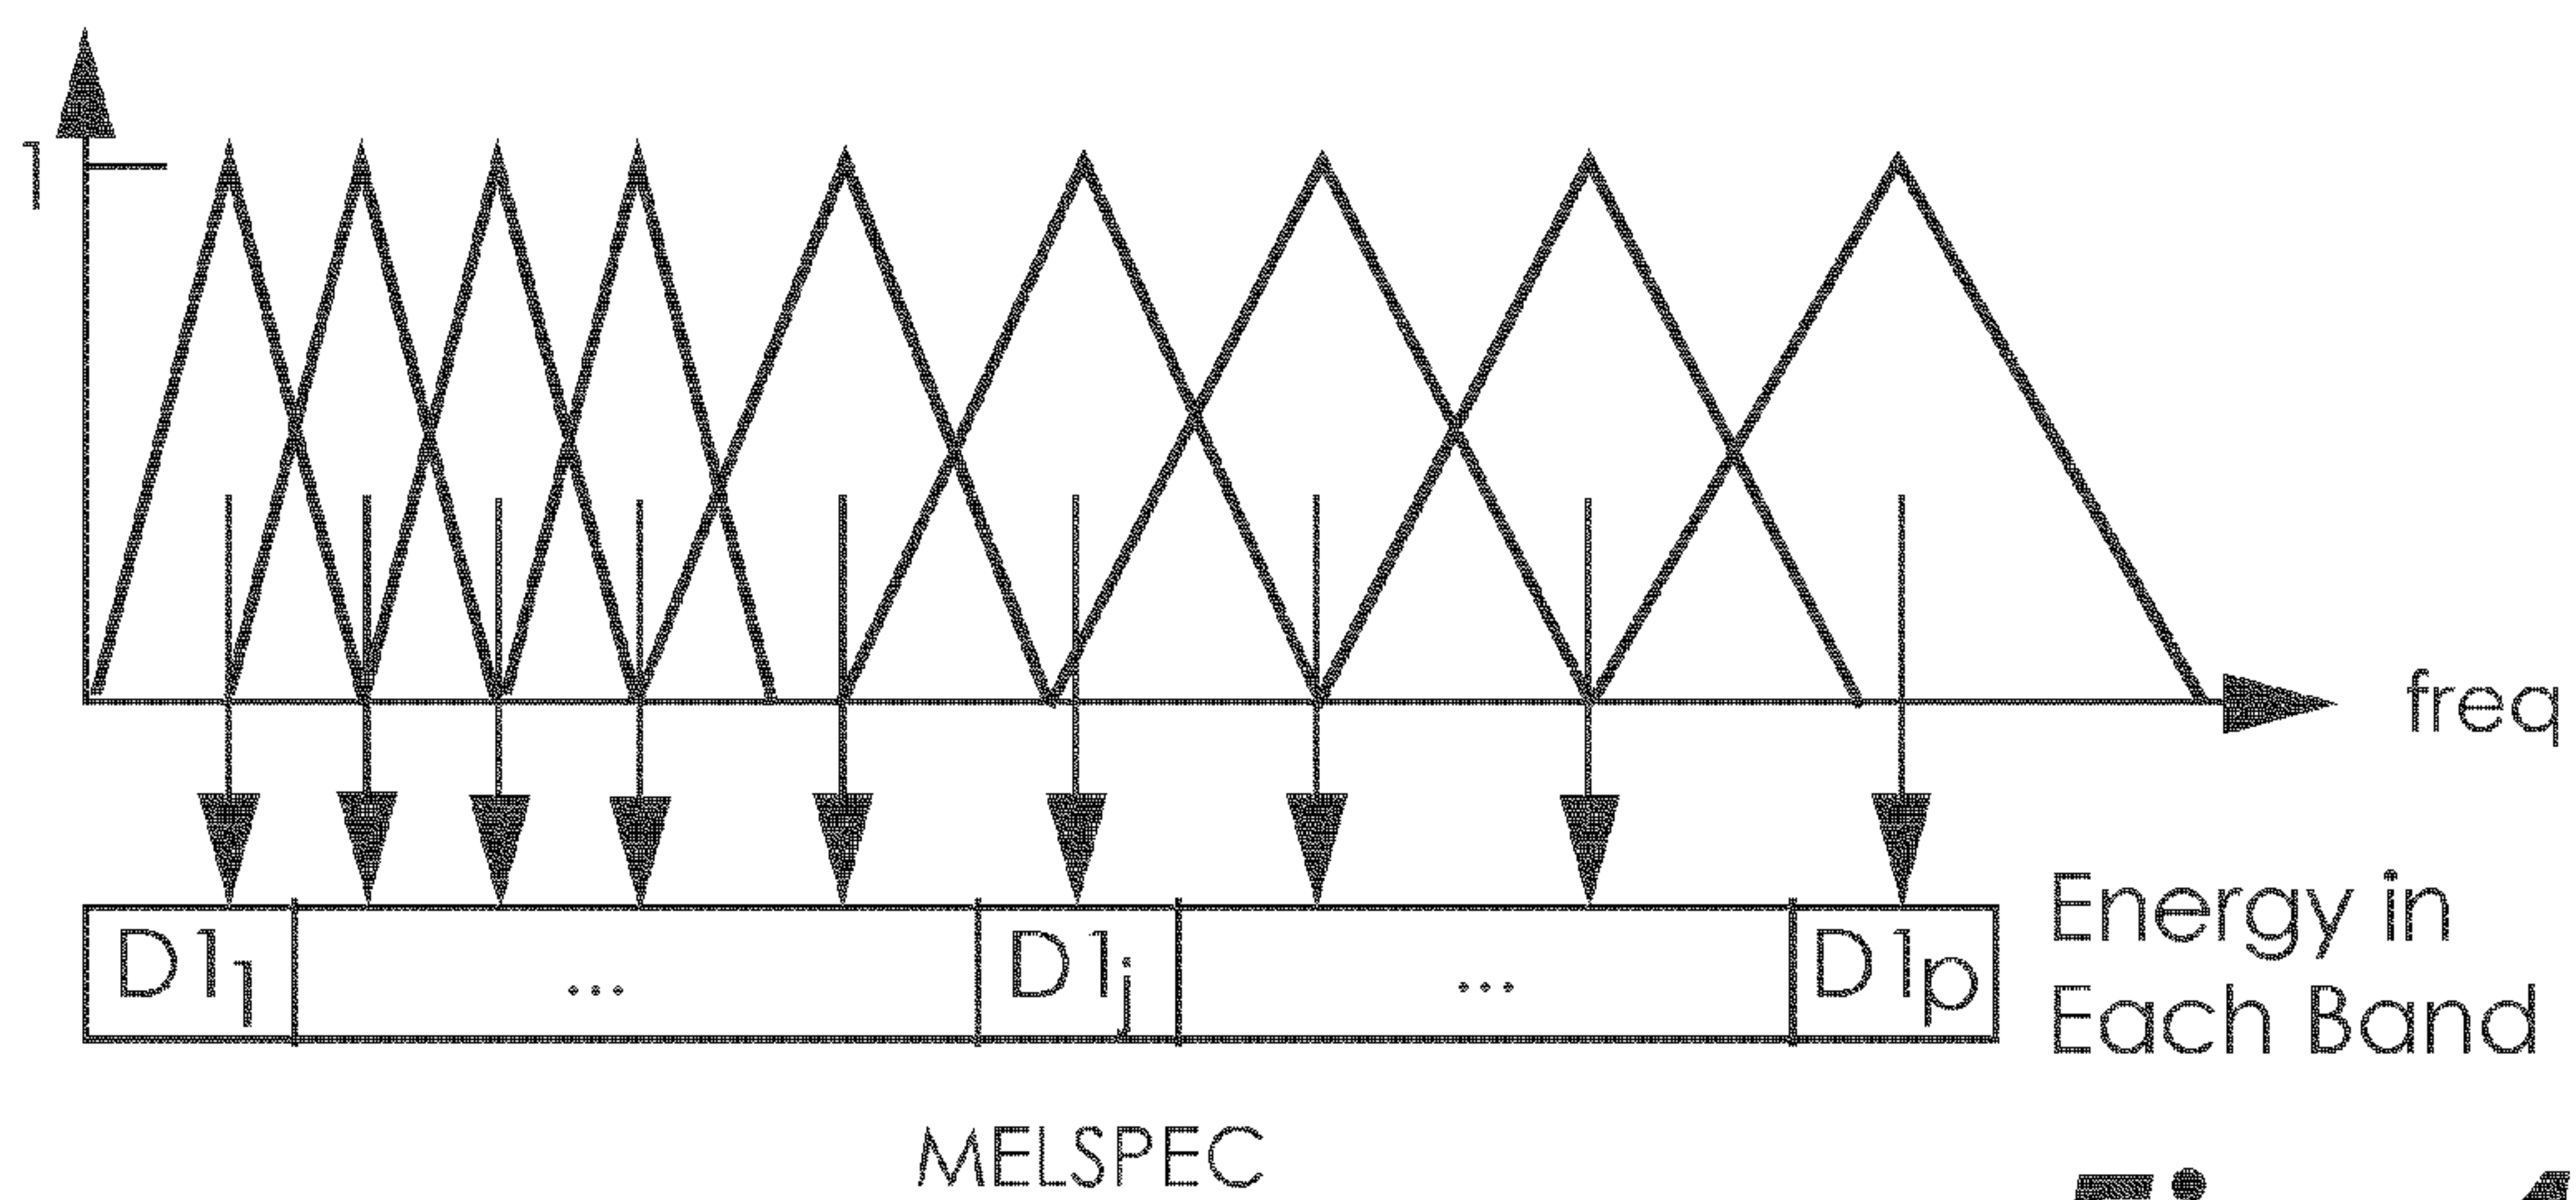 1
freq
D1₁ ... D1ⱼ ... D1ₚ
Energy in
Each Band
MELSPEC